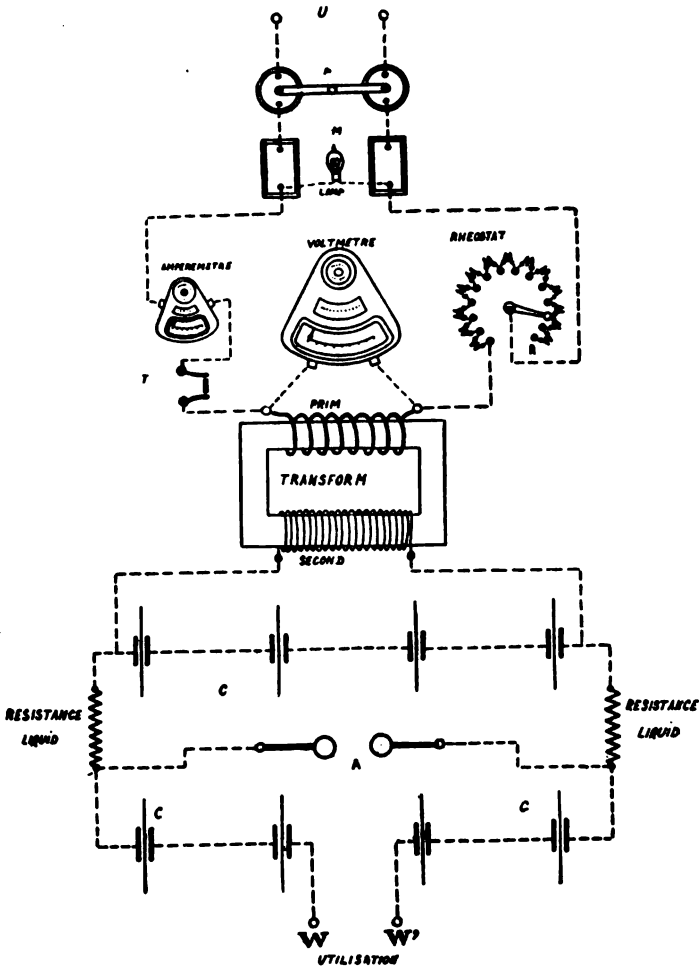 U
P
M
LAMP
VOLTMETRE
RHEOSTAT
AMPEREMETRE
R
T
PRIM
TRANSFORM
SECOND
C
RESISTANCE
LIQUID
RESISTANCE
LIQUID
A
C
C
W
W'
UTILISATION